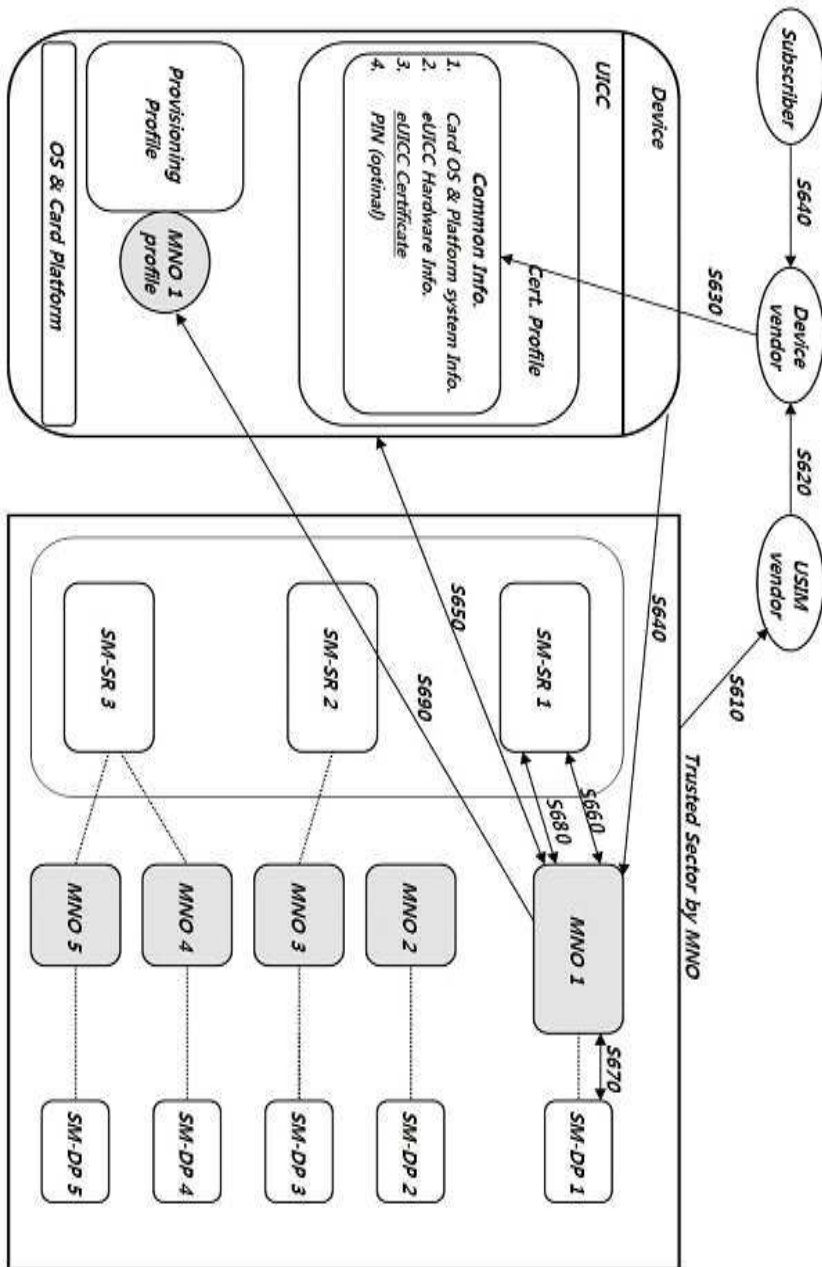 Subscriber
S640
Device vendor
S620
USIM vendor
S630
S610
Trusted Sector by MNO
Device
S640
UICC
Cert. Profile
Common Info.
1. Card OS & Platform system Info.
2. eUICC Hardware Info.
3. eUICC Certificate
4. PIN (optinal)
S650
S690
Provisioning
Profile
MNO 1
profile
OS & Card Platform
SM-SR 1
S660
S680
MNO 1
S670
SM-DP 1
MNO 2
SM-DP 2
SM-SR 2
MNO 3
SM-DP 3
MNO 4
SM-DP 4
SM-SR 3
MNO 5
SM-DP 5